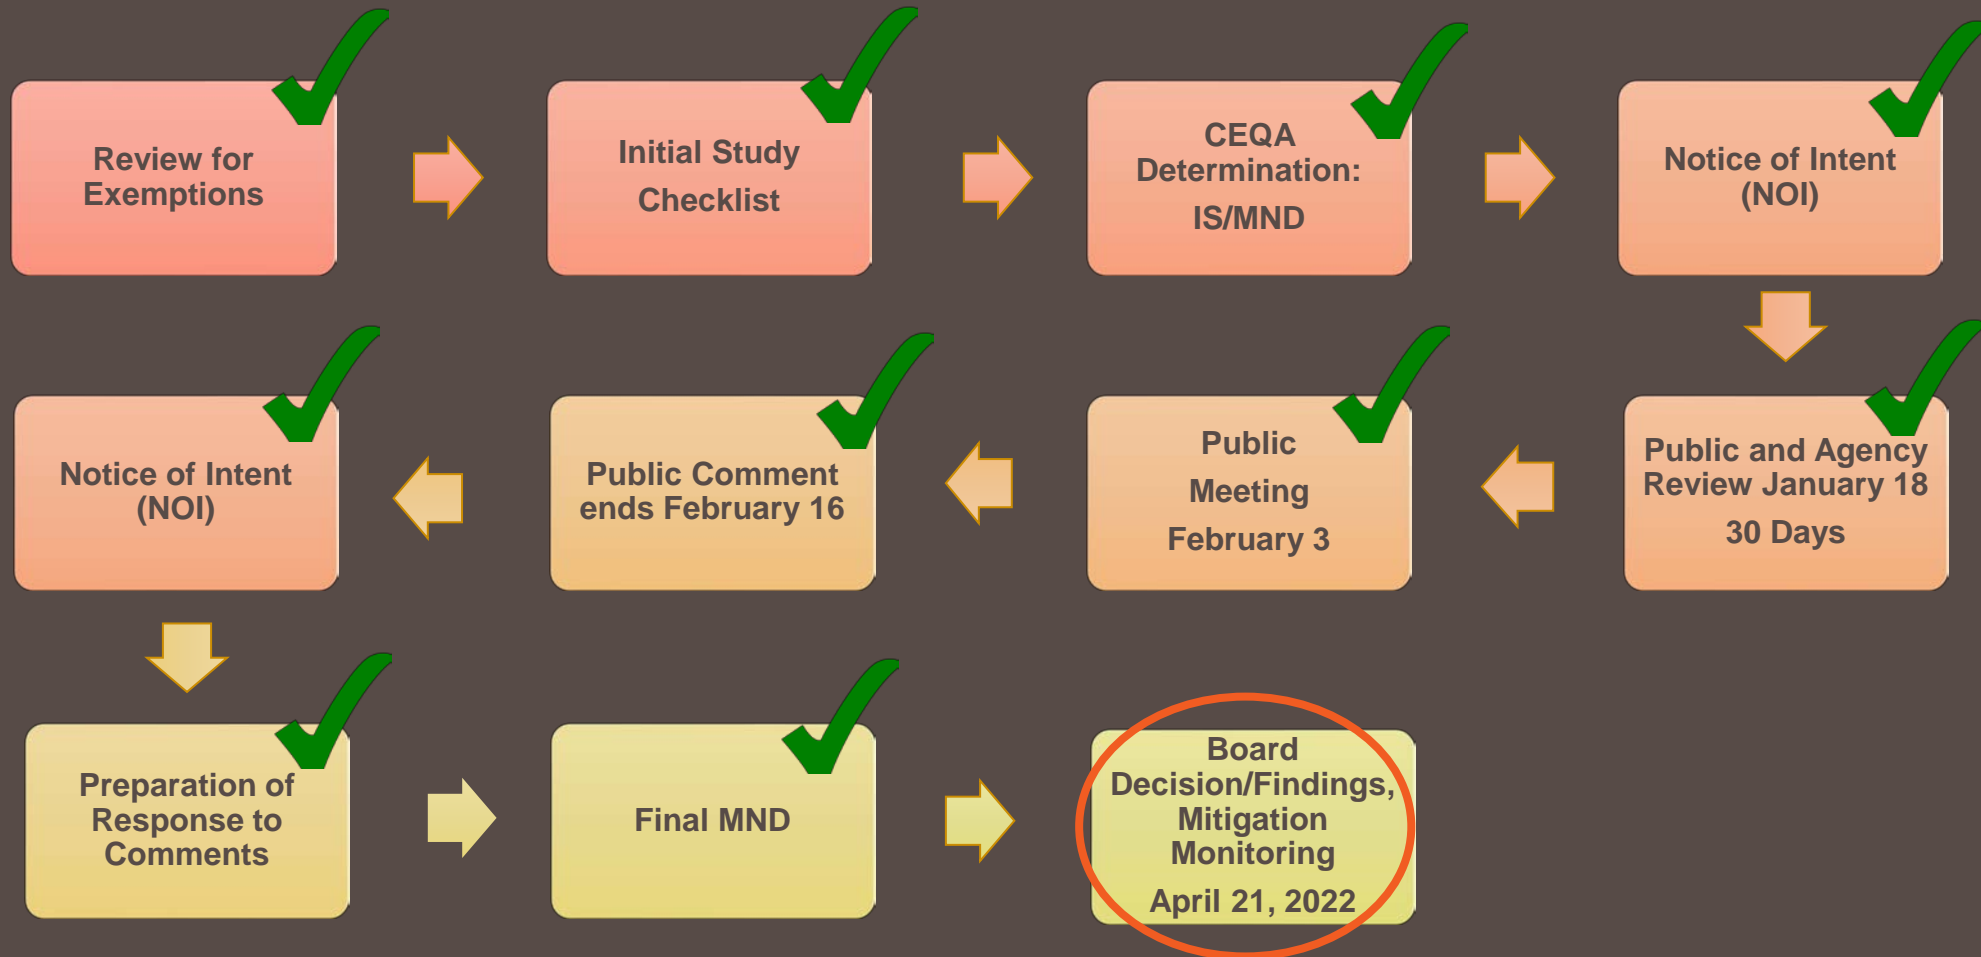 Review for
Exemptions
Initial Study
Checklist
CEQA
Determination:
IS/MND
Notice of Intent
(NOI)
Public and Agency
Review January 18
30 Days
Public
Meeting
February 3
Public Comment
ends February 16
Notice of Intent
(NOI)
Preparation of
Response to
Comments
Final MND
Board
Decision/Findings,
Mitigation
Monitoring
April 21, 2022